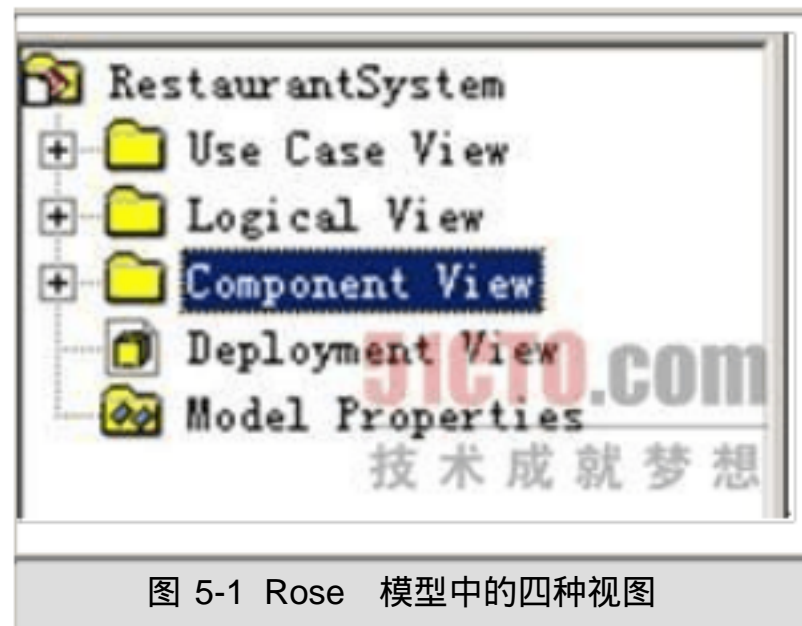 RestaurantSystem
Use Case View
Logical View
Component View
Deployment View
51CTO.com
Model Properties
技术成就梦想
图 5-1 Rose 模型中的四种视图